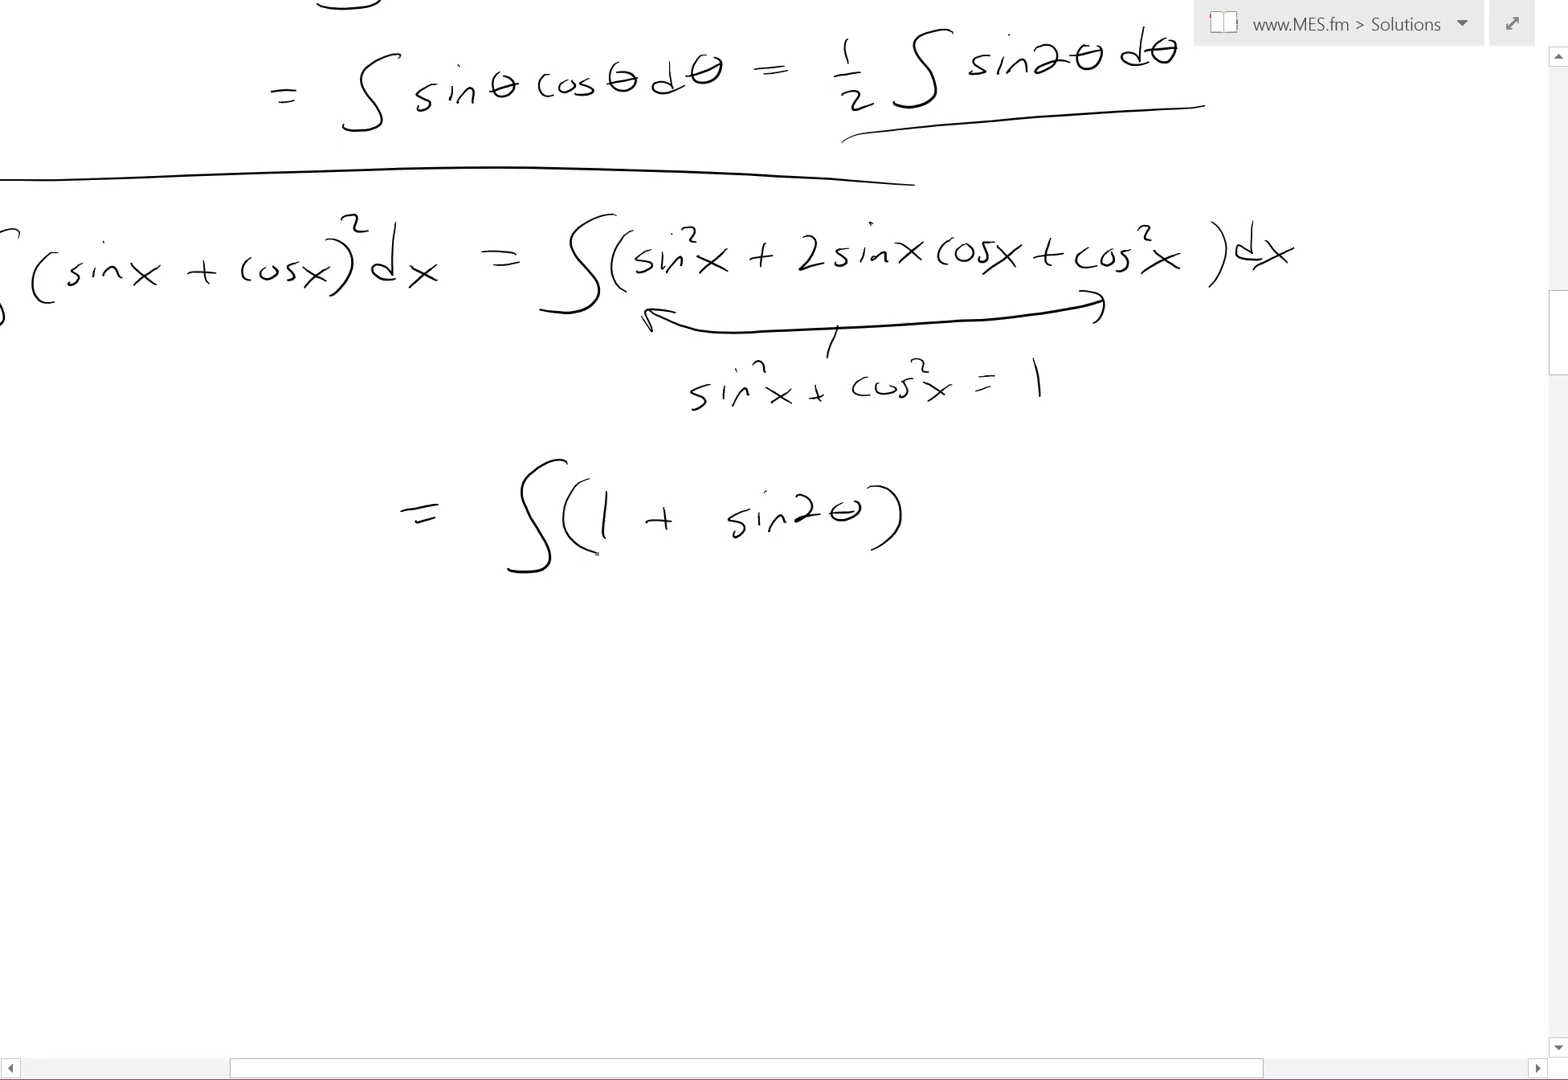 www.MES.fm > Solutions
= ∫ sinθ cosθ dθ = 1/2 ∫ sin2θ dθ
∫ (sinx + cosx)² dx = ∫(sin²x + 2sinx cosx + cos²x)dx
sin²x + cos²x = 1
= ∫(1 + sin2θ)